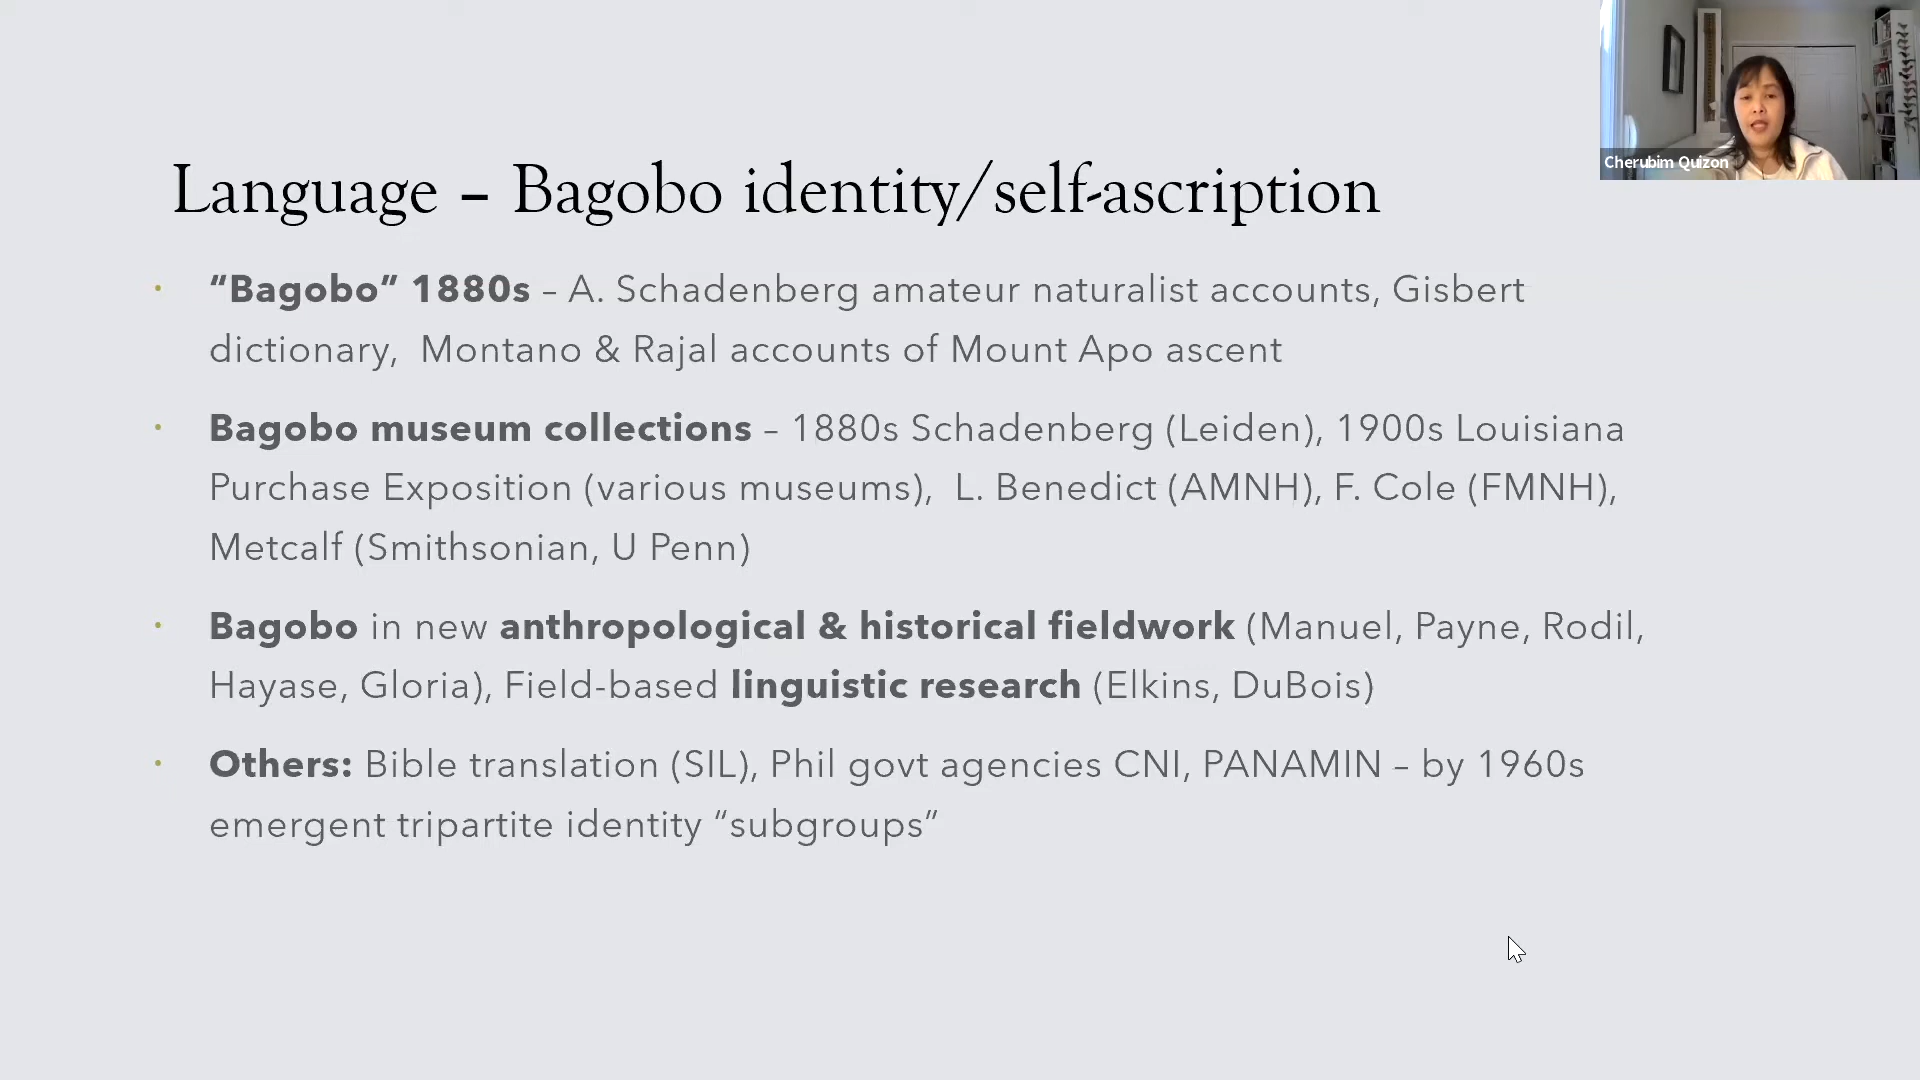 Cherubim Quizon
Language – Bagobo identity/self-ascription
“Bagobo” 1880s – A. Schadenberg amateur naturalist accounts, Gisbert
dictionary,  Montano & Rajal accounts of Mount Apo ascent
Bagobo museum collections – 1880s Schadenberg (Leiden), 1900s Louisiana
Purchase Exposition (various museums),  L. Benedict (AMNH), F. Cole (FMNH),
Metcalf (Smithsonian, U Penn)
Bagobo in new anthropological & historical fieldwork (Manuel, Payne, Rodil,
Hayase, Gloria), Field-based linguistic research (Elkins, DuBois)
Others: Bible translation (SIL), Phil govt agencies CNI, PANAMIN – by 1960s
emergent tripartite identity “subgroups”